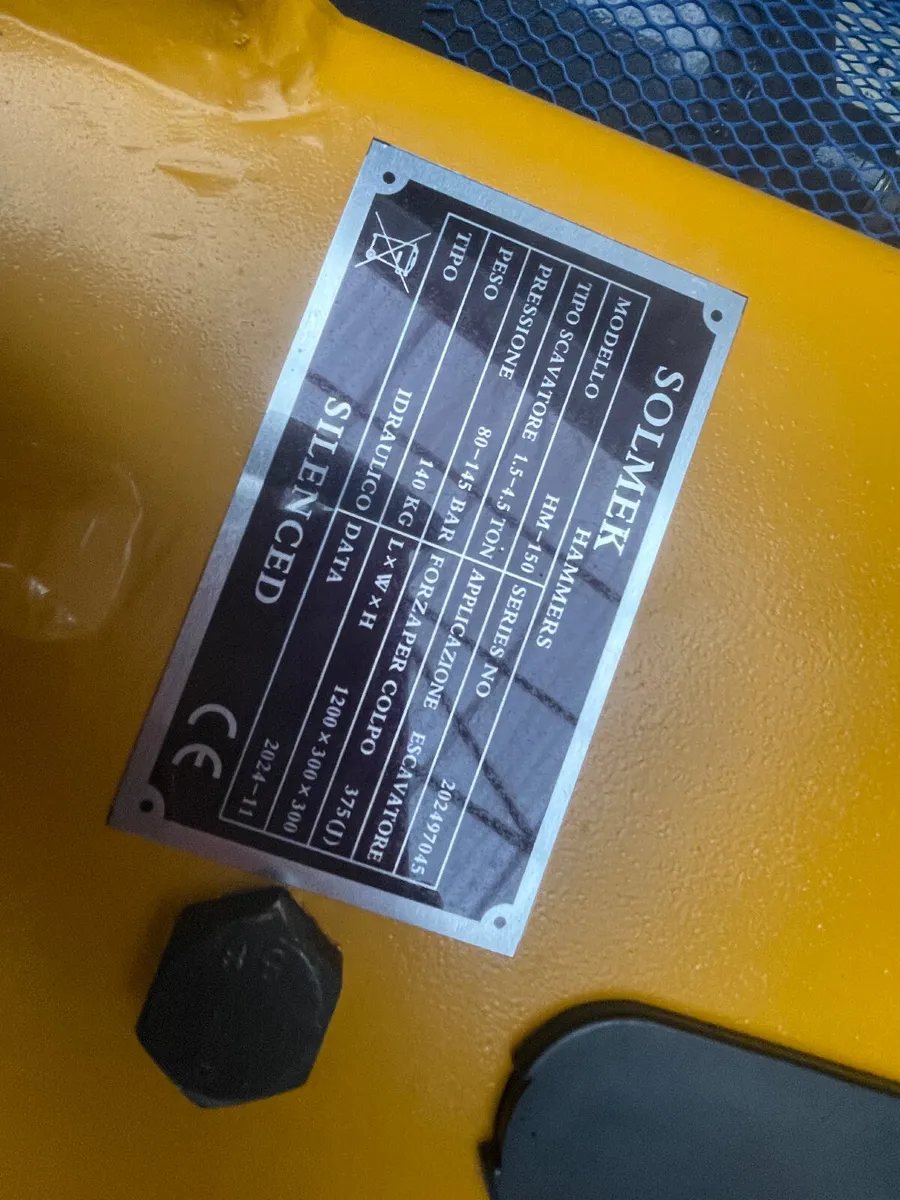 SOLMEK
HAMMERS
MODELLO HM-150 SERIES NO 202497045
TIPO SCAVATORE 1.5-4.5 TON APPLICAZIONE ESCAVATORE
PRESSIONE 80-145 BAR FORZAPER COLPO 375(J)
PESO 140 KG L×W×H 1200×300×300
TIPO IDRAULICO DATA 2024-11
SILENCED
CE